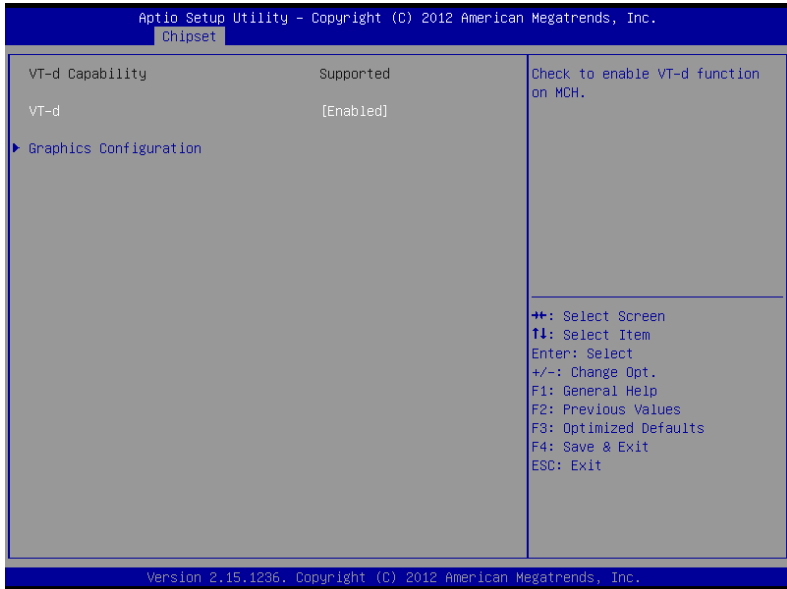 Aptio Setup Utility – Copyright (C) 2012 American Megatrends, Inc.
Chipset
VT-d Capability Supported
VT-d [Enabled]
Graphics Configuration
Check to enable VT-d function
on MCH.
→←: Select Screen
↑↓: Select Item
Enter: Select
+/-: Change Opt.
F1: General Help
F2: Previous Values
F3: Optimized Defaults
F4: Save & Exit
ESC: Exit
Version 2.15.1236. Copyright (C) 2012 American Megatrends, Inc.